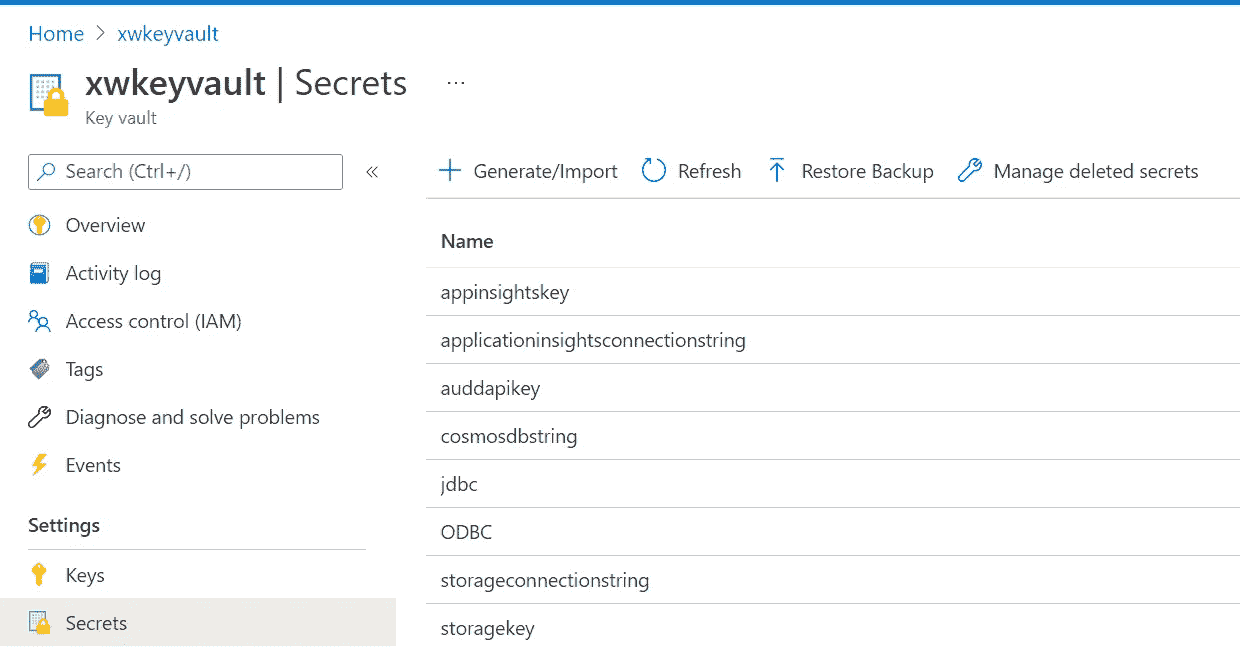 Home > xwkeyvault
xwkeyvault | Secrets ...
Key vault
Search (Ctrl+/) «
Overview
Activity log
Access control (IAM)
Tags
Diagnose and solve problems
Events
Settings
Keys
Secrets
Generate/Import Refresh Restore Backup Manage deleted secrets
Name
appinsightskey
applicationinsightsconnectionstring
auddapikey
cosmosdbstring
jdbc
ODBC
storageconnectionstring
storagekey